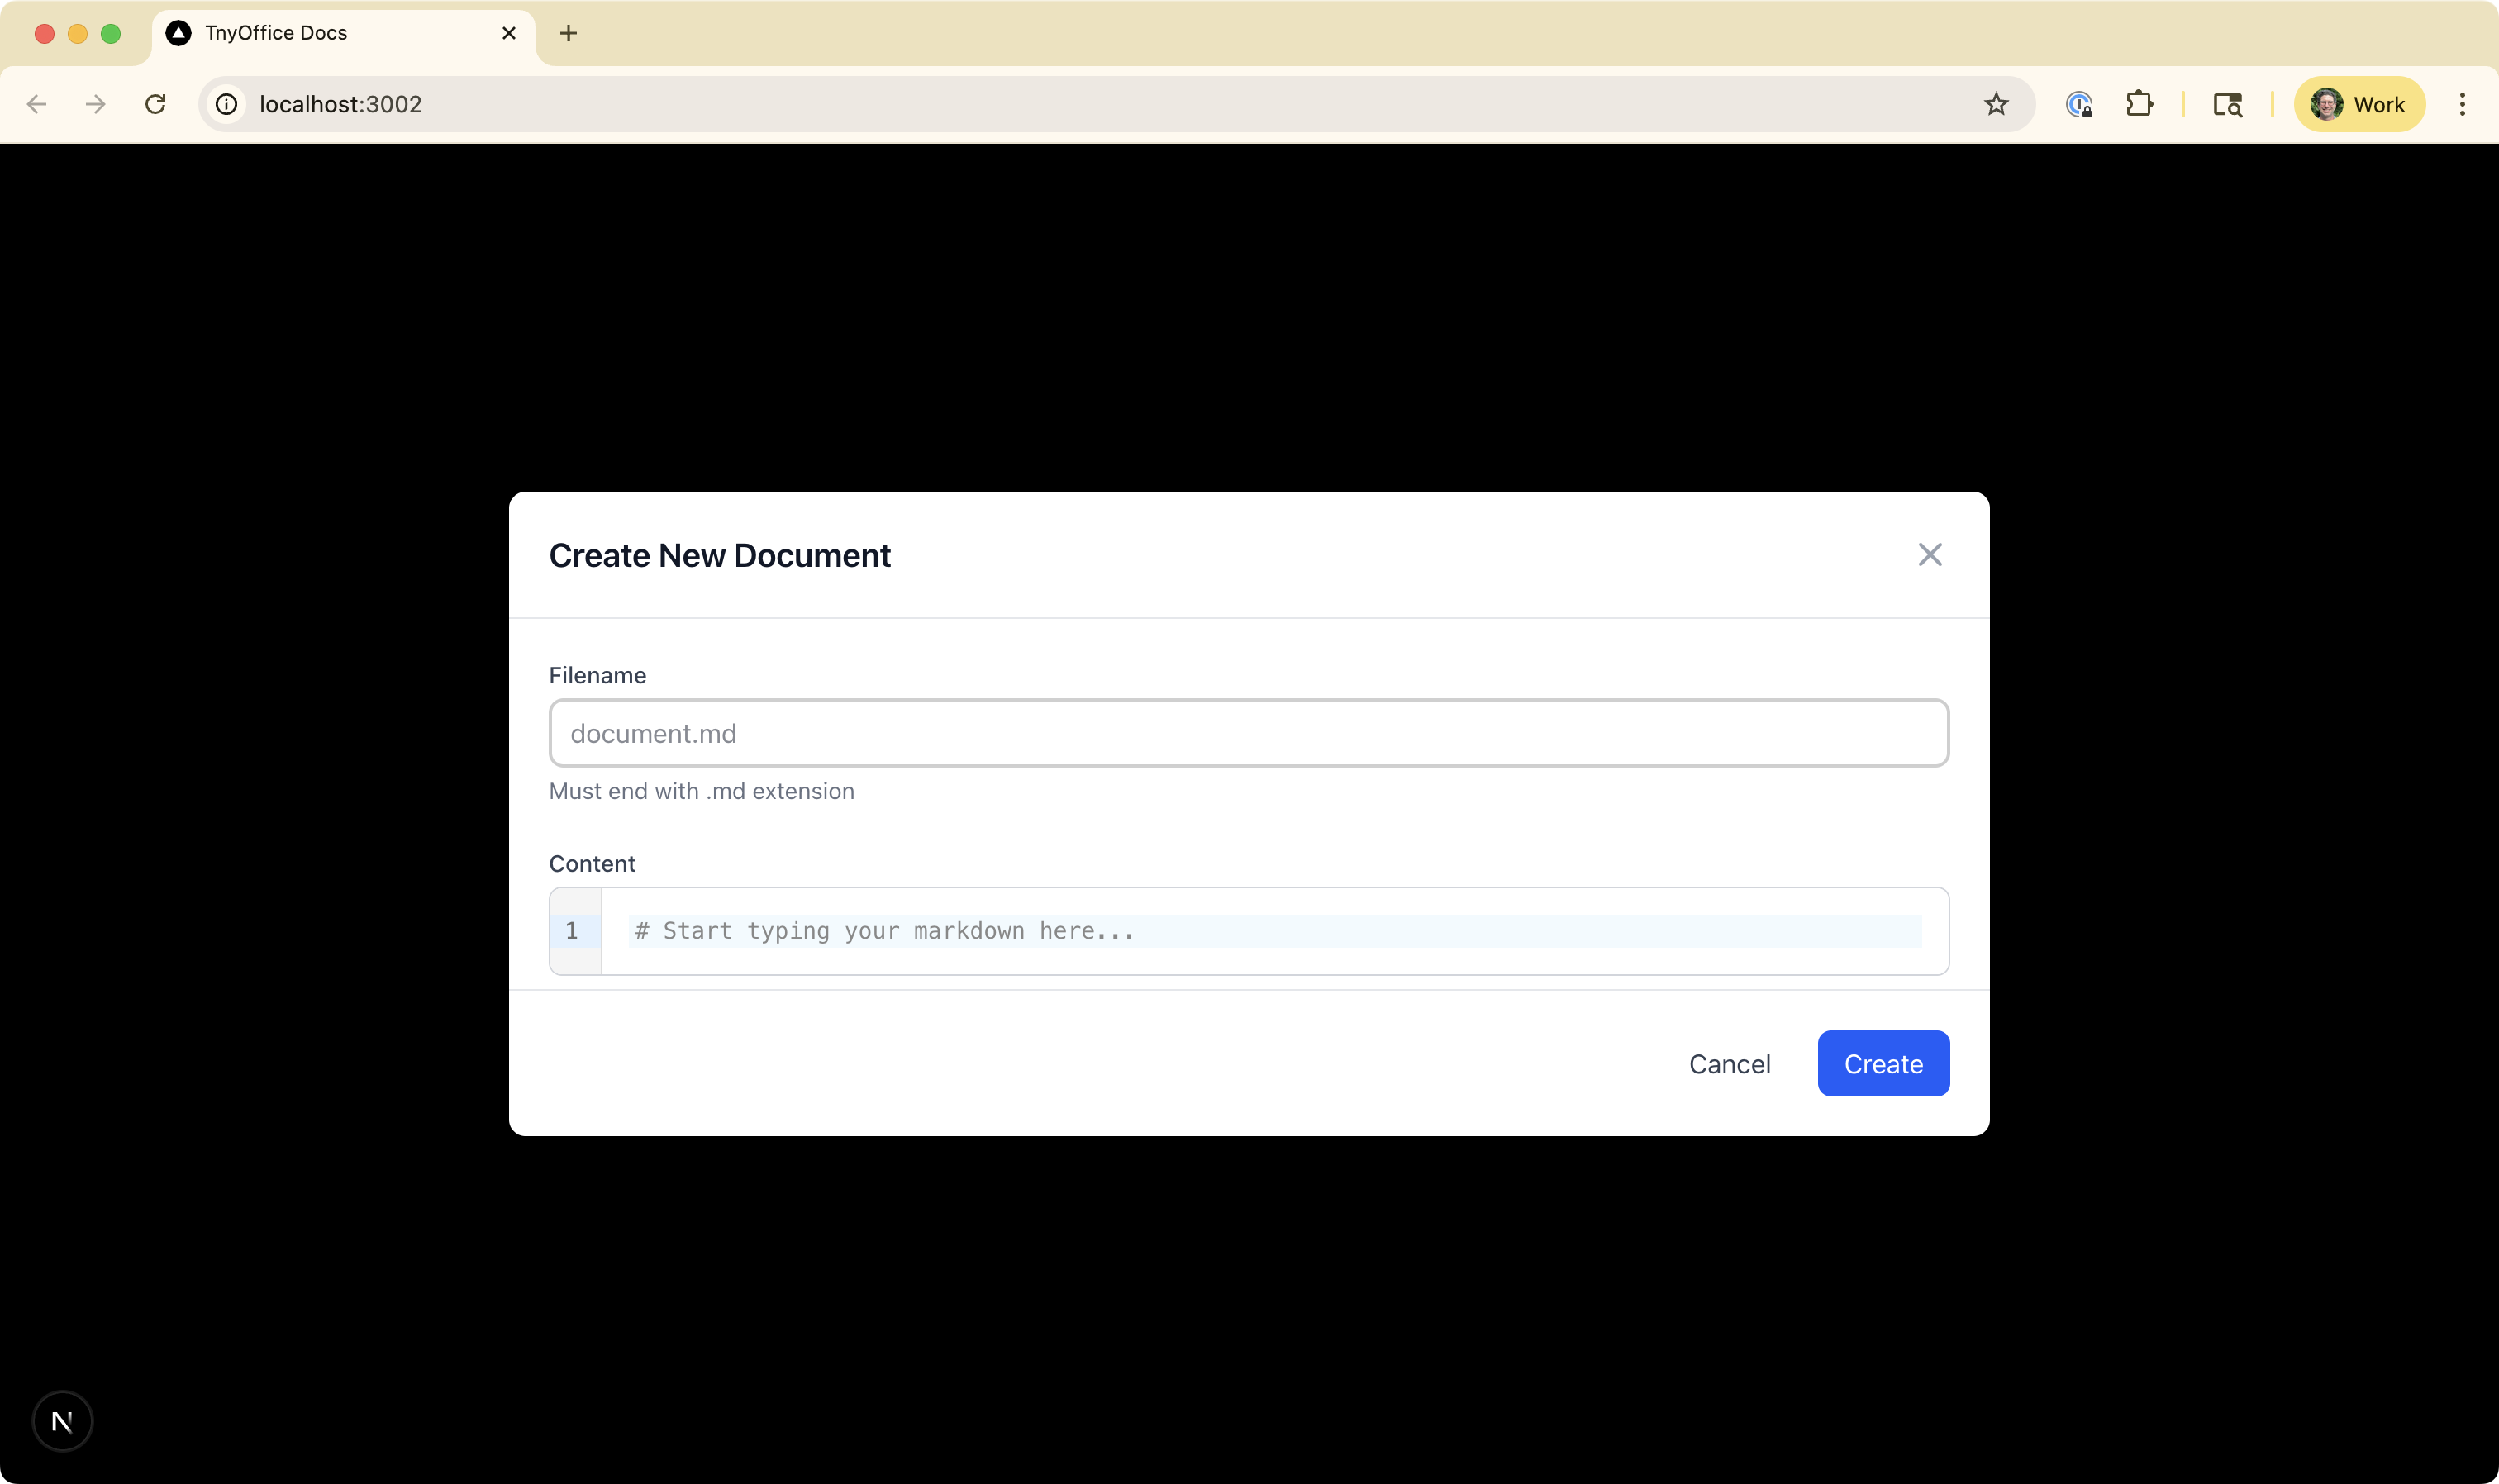 TnyOffice Docs
localhost:3002
Work
Create New Document
Filename
document.md
Must end with .md extension
Content
1 # Start typing your markdown here...
Cancel Create
N